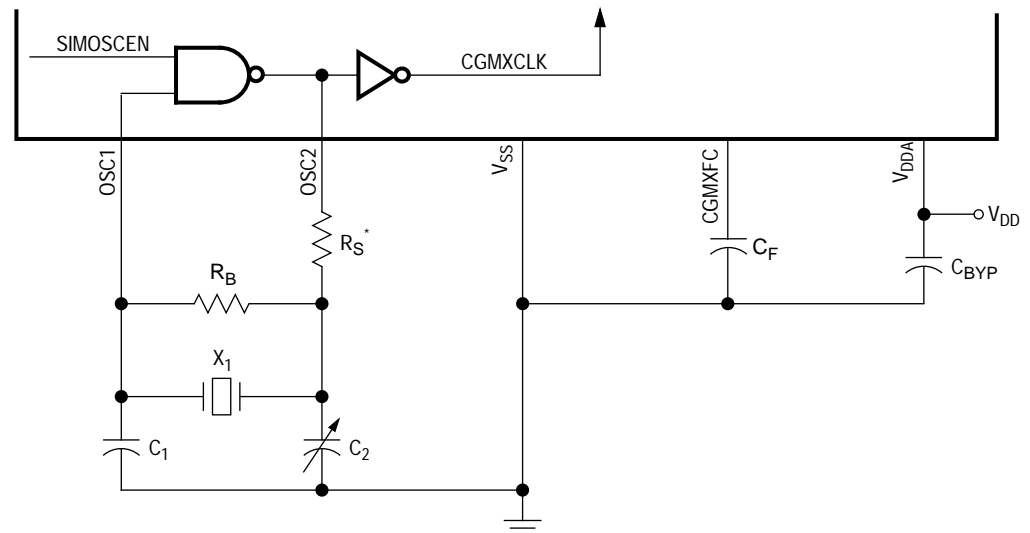 SIMOSCEN
CGMXCLK
OSC1
OSC2
VSS
CGMXFC
VDDA
VDD
RS*
CF
CBYP
RB
X1
C1
C2